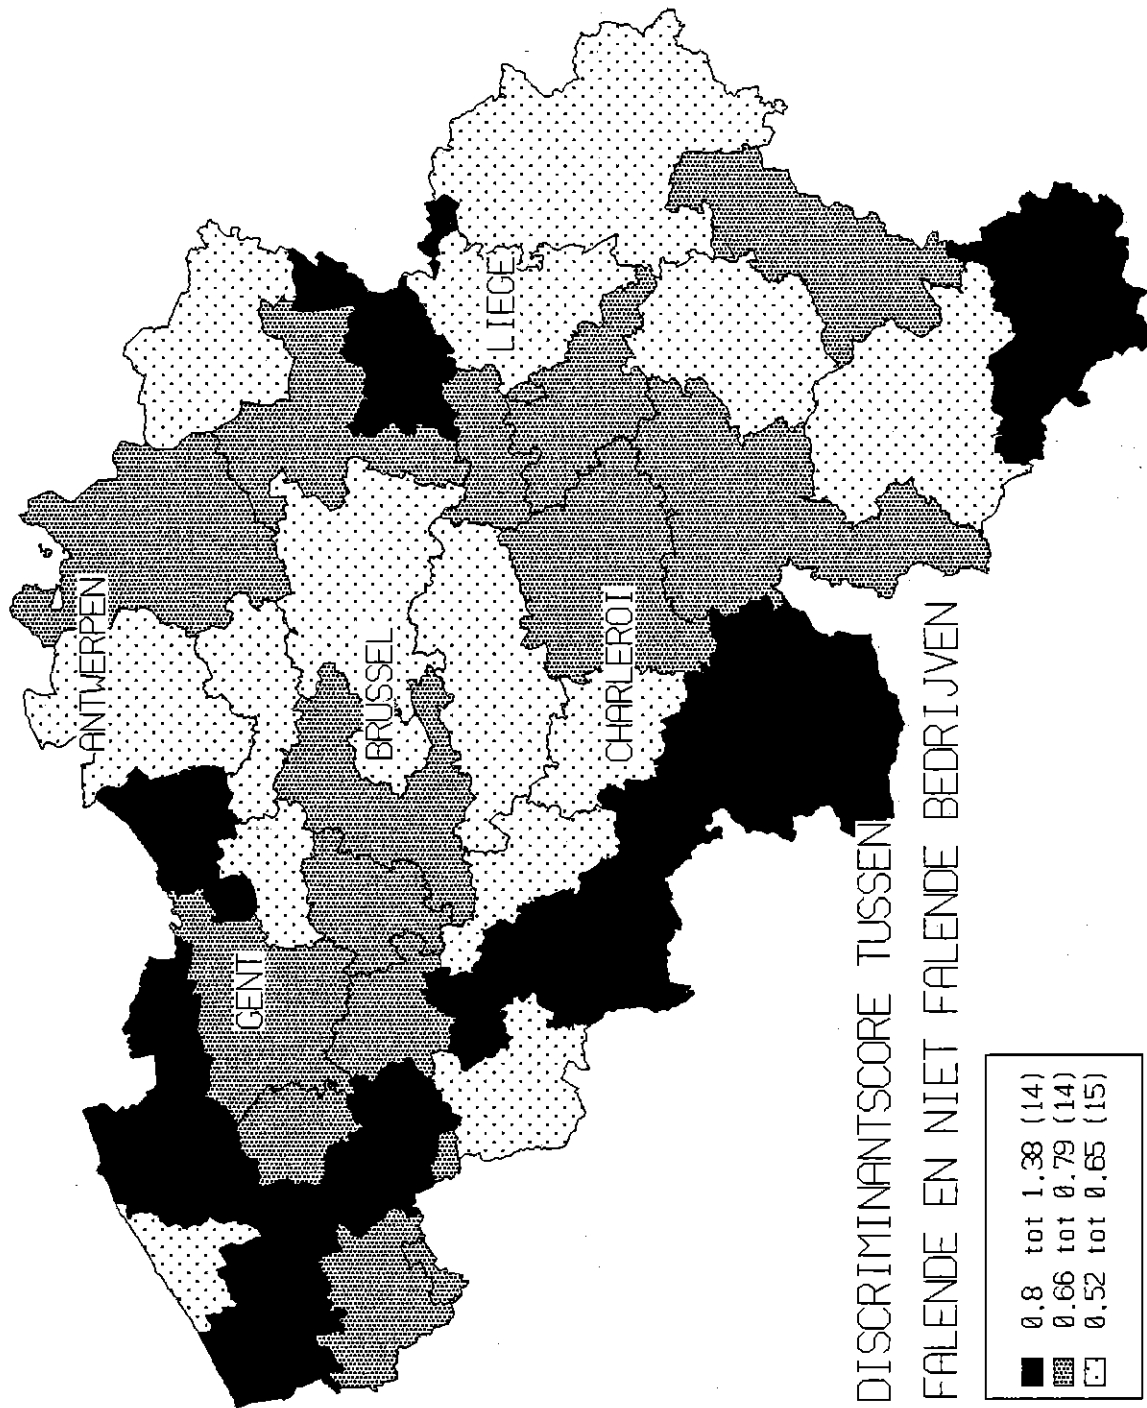 ANTWERPEN
GENT
BRUSSEL
LIEGE
CHARLEROI
DISCRIMINANTSCORE TUSSEN
FALENDE EN NIET FALENDE BEDRIJVEN
0.8 tot 1.38 (14)
0.66 tot 0.79 (14)
0.52 tot 0.65 (15)